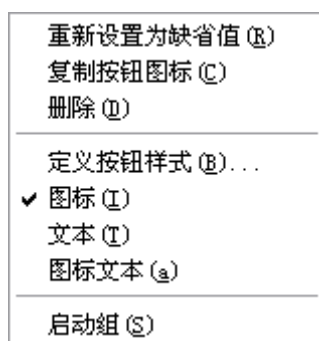 重新设置为缺省值(R)
复制按钮图标(C)
删除(D)
定义按钮样式(B)...
图标(I)
文本(T)
图标文本(a)
启动组(S)